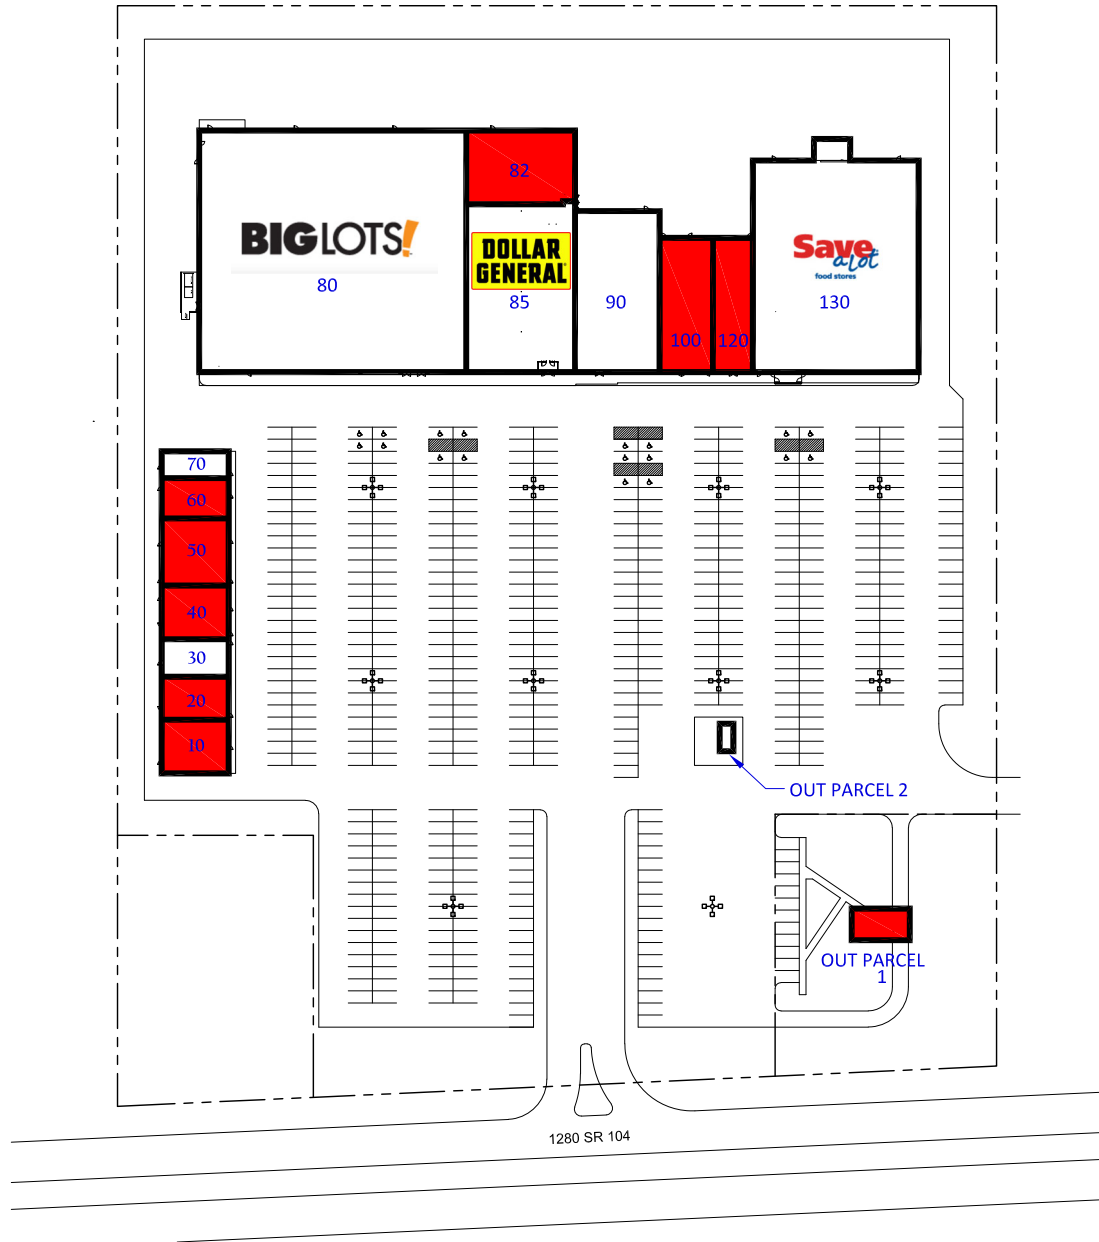 82
BIGLOTS!
80
DOLLAR
GENERAL
85
90
100
120
Save
a lot
food stores
130
70
60
50
40
30
20
10
OUT PARCEL 2
OUT PARCEL
1
1280 SR 104